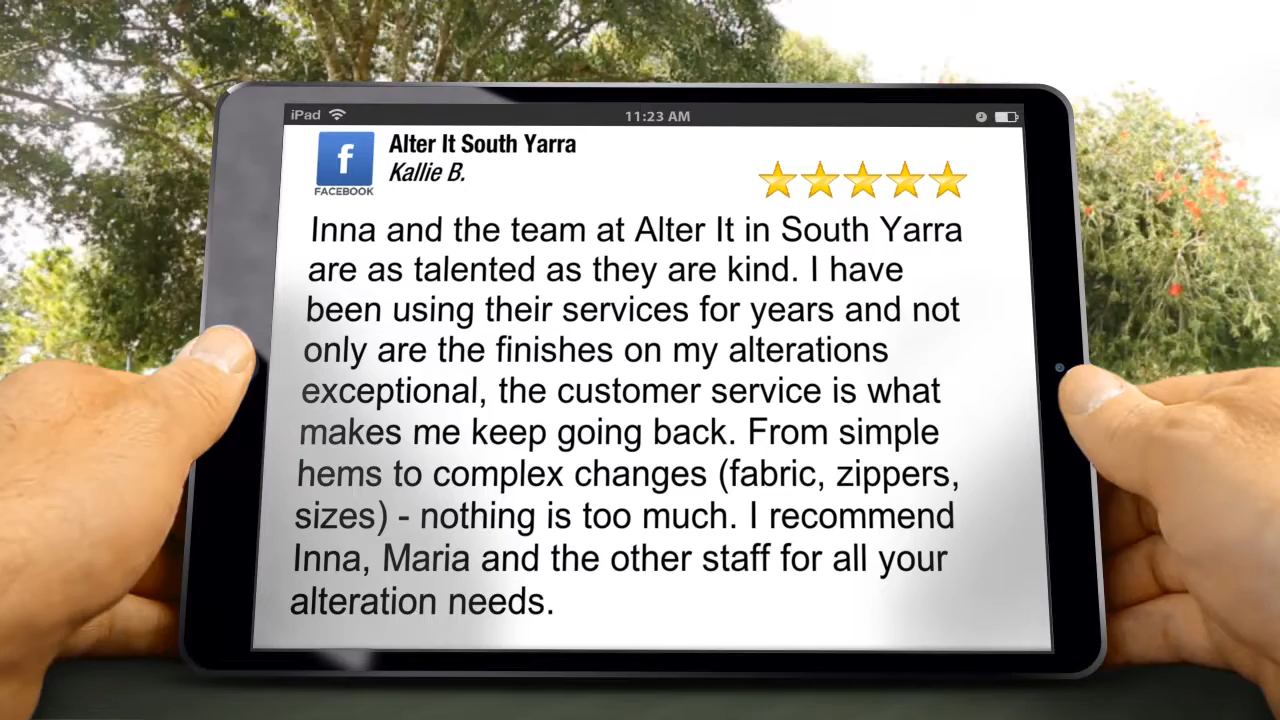 iPad 11:23 AM
f
FACEBOOK
Alter It South Yarra
Kallie B.
Inna and the team at Alter It in South Yarra
are as talented as they are kind. I have
been using their services for years and not
only are the finishes on my alterations
exceptional, the customer service is what
makes me keep going back. From simple
hems to complex changes (fabric, zippers,
sizes) - nothing is too much. I recommend
Inna, Maria and the other staff for all your
alteration needs.